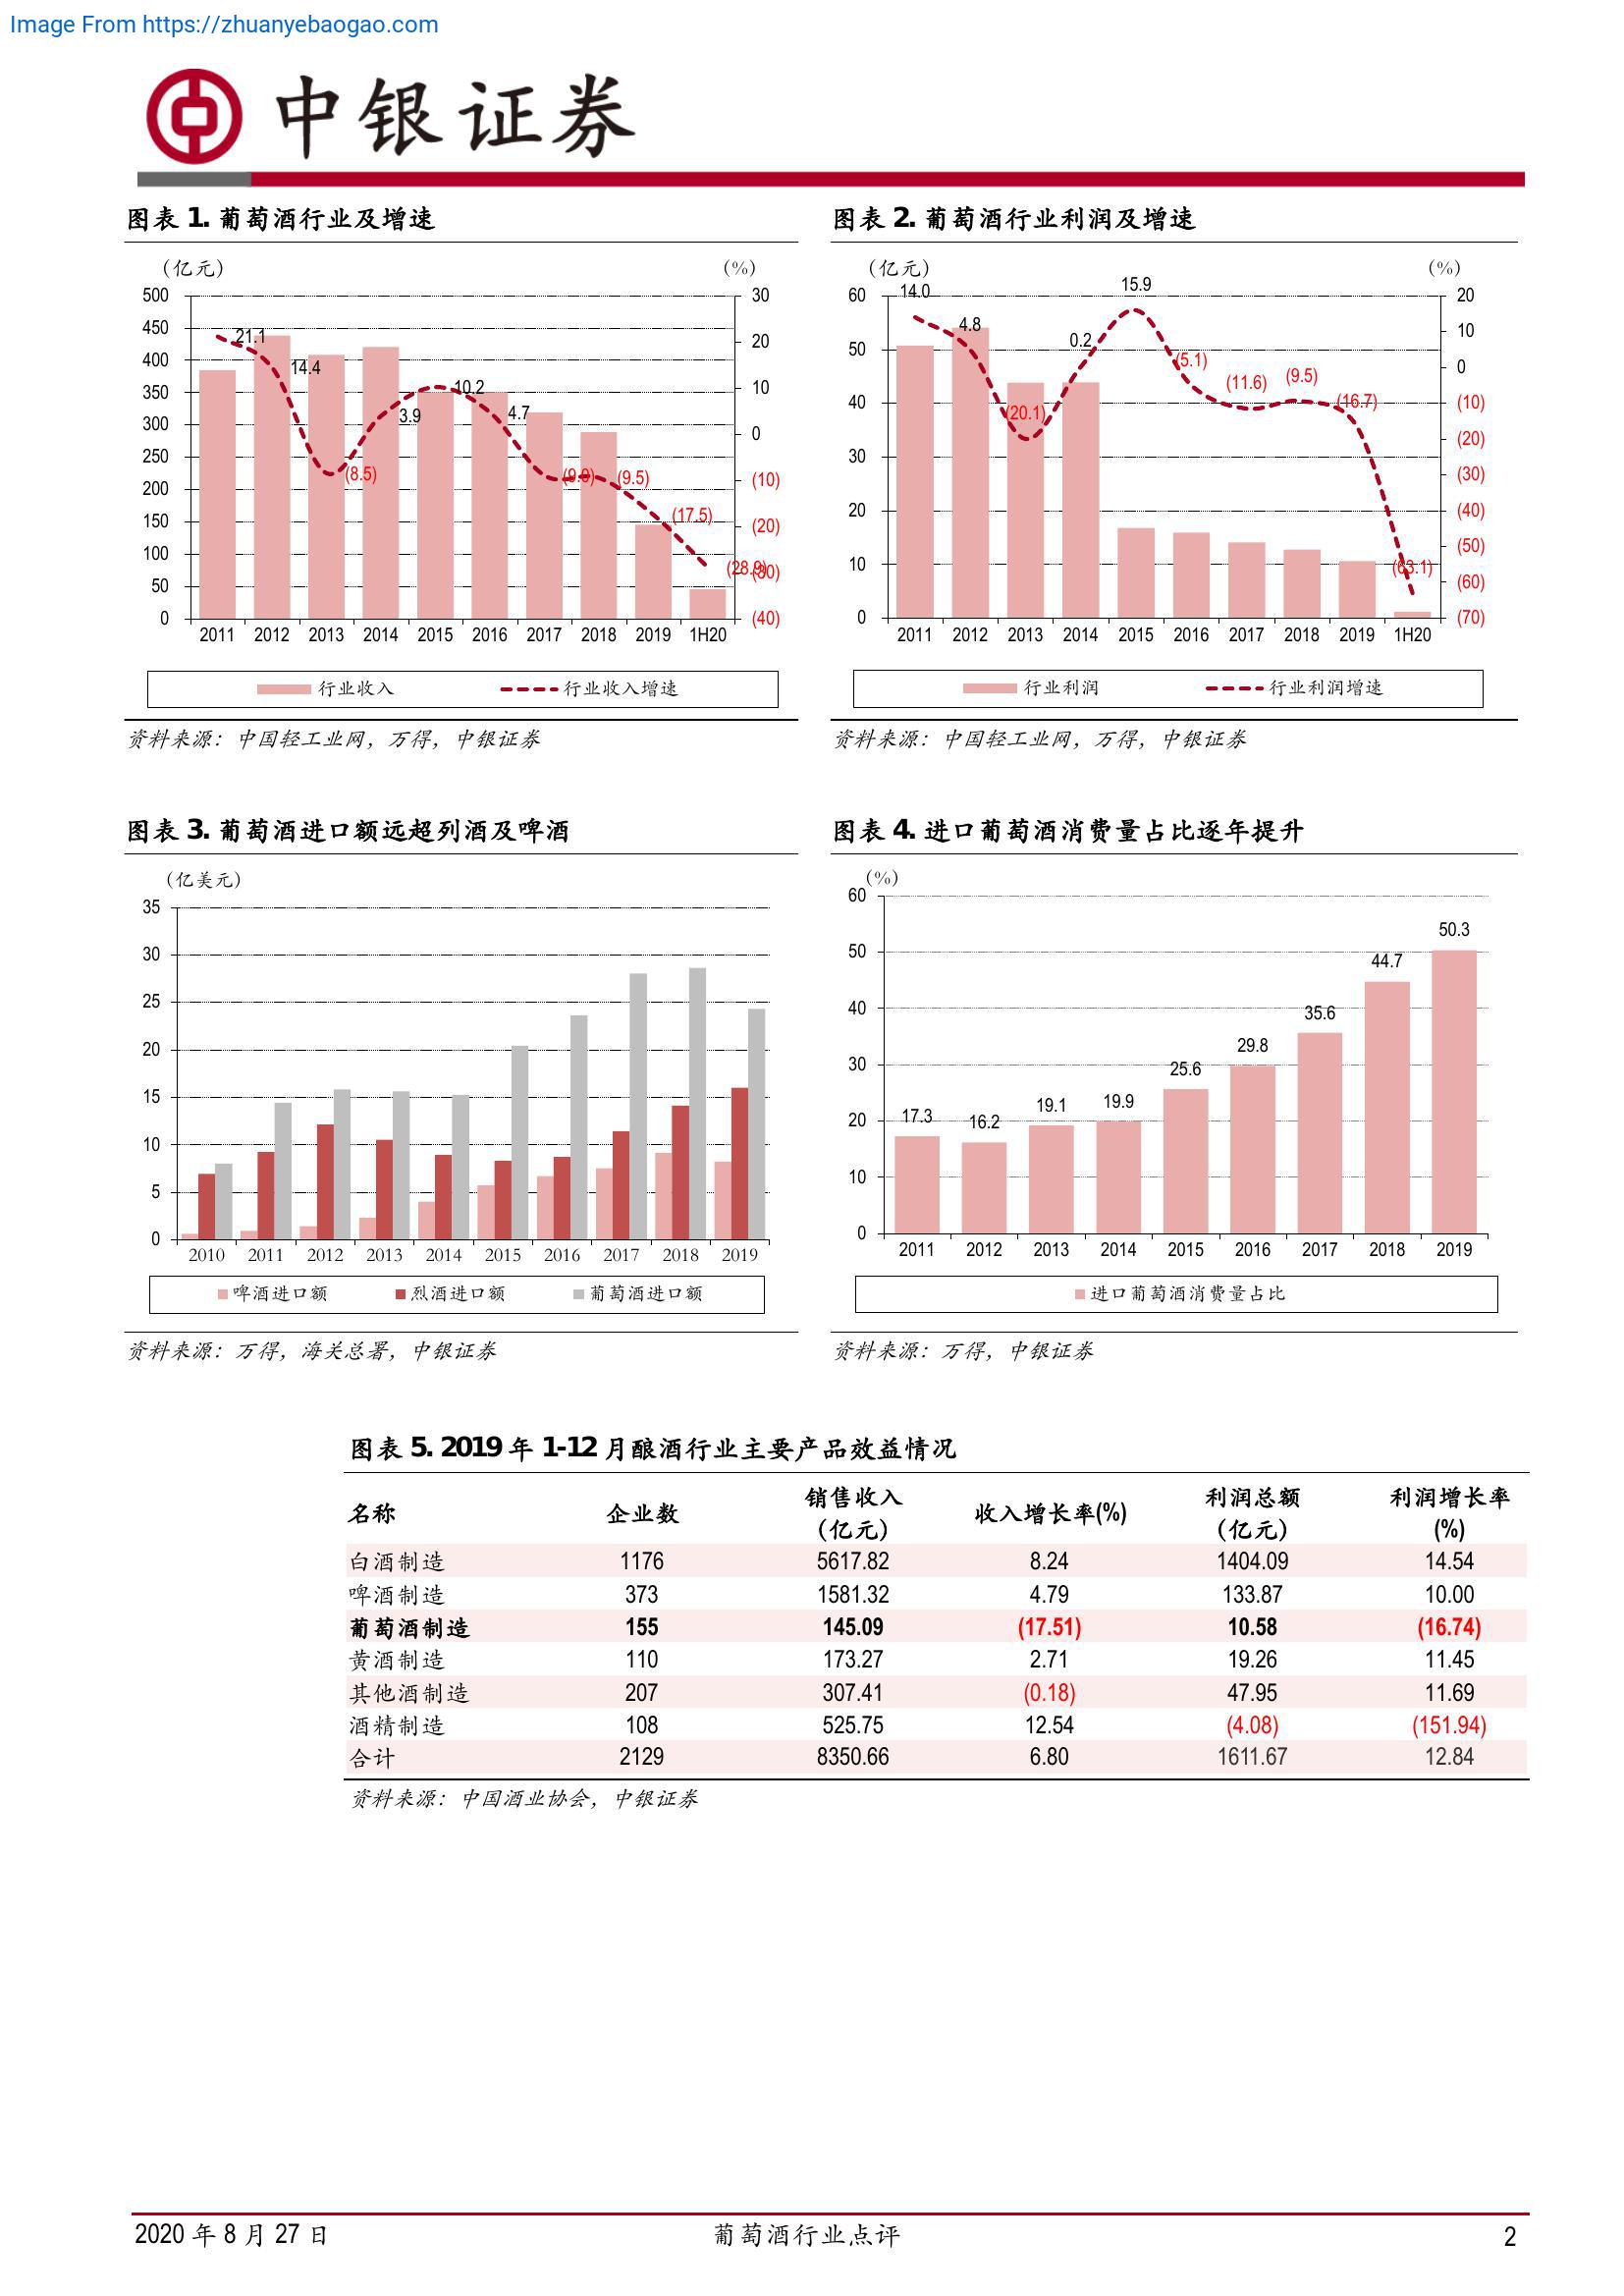 Image From https://zhuanyebaogao.com
中银证券
图表 1. 葡萄酒行业及增速
(亿元) (%)
500 30
450 20
400 10
350 0
300 (10)
250 (20)
200 (30)
150 (40)
100
50
0
21.1 14.4 (8.5) 3.9 10.2 4.7 (9.0) (9.5) (17.5) (28.9)
2011 2012 2013 2014 2015 2016 2017 2018 2019 1H20
行业收入 行业收入增速
资料来源：中国轻工业网，万得，中银证券
图表 2. 葡萄酒行业利润及增速
(亿元) (%)
60 20
50 10
40 0
30 (10)
20 (20)
10 (30)
0 (40)
(50)
(60)
(70)
14.0 4.8 (20.1) 0.2 15.9 (5.1) (11.6) (9.5) (16.7) (63.1)
2011 2012 2013 2014 2015 2016 2017 2018 2019 1H20
行业利润 行业利润增速
资料来源：中国轻工业网，万得，中银证券
图表 3. 葡萄酒进口额远超列酒及啤酒
(亿美元)
35
30
25
20
15
10
5
0
2010 2011 2012 2013 2014 2015 2016 2017 2018 2019
啤酒进口额 烈酒进口额 葡萄酒进口额
资料来源：万得，海关总署，中银证券
图表 4. 进口葡萄酒消费量占比逐年提升
(%)
60
50
40
30
20
10
0
17.3 16.2 19.1 19.9 25.6 29.8 35.6 44.7 50.3
2011 2012 2013 2014 2015 2016 2017 2018 2019
进口葡萄酒消费量占比
资料来源：万得，中银证券
图表 5. 2019 年 1-12 月酿酒行业主要产品效益情况
名称 企业数 销售收入(亿元) 收入增长率(%) 利润总额(亿元) 利润增长率(%)
白酒制造 1176 5617.82 8.24 1404.09 14.54
啤酒制造 373 1581.32 4.79 133.87 10.00
葡萄酒制造 155 145.09 (17.51) 10.58 (16.74)
黄酒制造 110 173.27 2.71 19.26 11.45
其他酒制造 207 307.41 (0.18) 47.95 11.69
酒精制造 108 525.75 12.54 (4.08) (151.94)
合计 2129 8350.66 6.80 1611.67 12.84
资料来源：中国酒业协会，中银证券
2020 年 8 月 27 日 葡萄酒行业点评 2